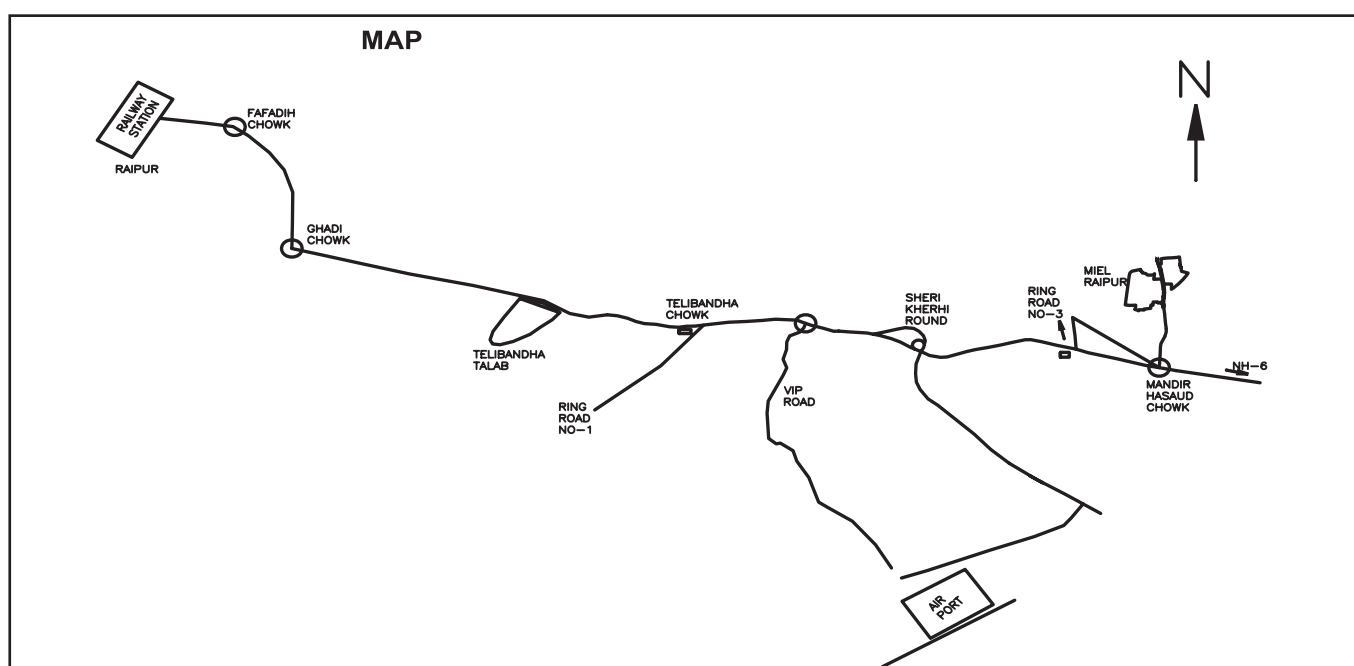 MAP
N
RAILWAY
STATION
RAIPUR
FAFADIH
CHOWK
GHADI
CHOWK
TELIBANDHA
TALAB
TELIBANDHA
CHOWK
RING
ROAD
NO-1
VIP
ROAD
SHERI
KHERHI
ROUND
RING
ROAD
NO-3
MIEL
RAIPUR
NH-6
MANDIR
HASAUD
CHOWK
AIR
PORT